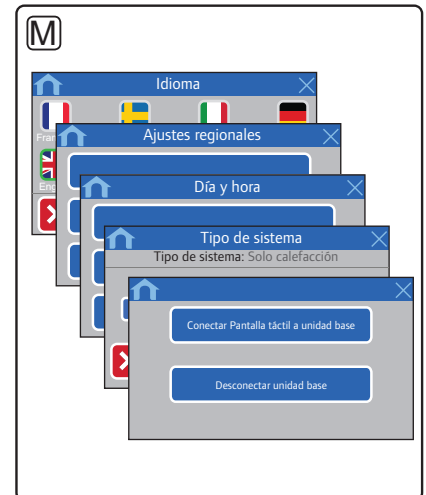 M
Idioma
Fran
Eng
Ajustes regionales
Día y hora
Tipo de sistema
Tipo de sistema: Solo calefacción
Conectar Pantalla táctil a unidad base
Desconectar unidad base